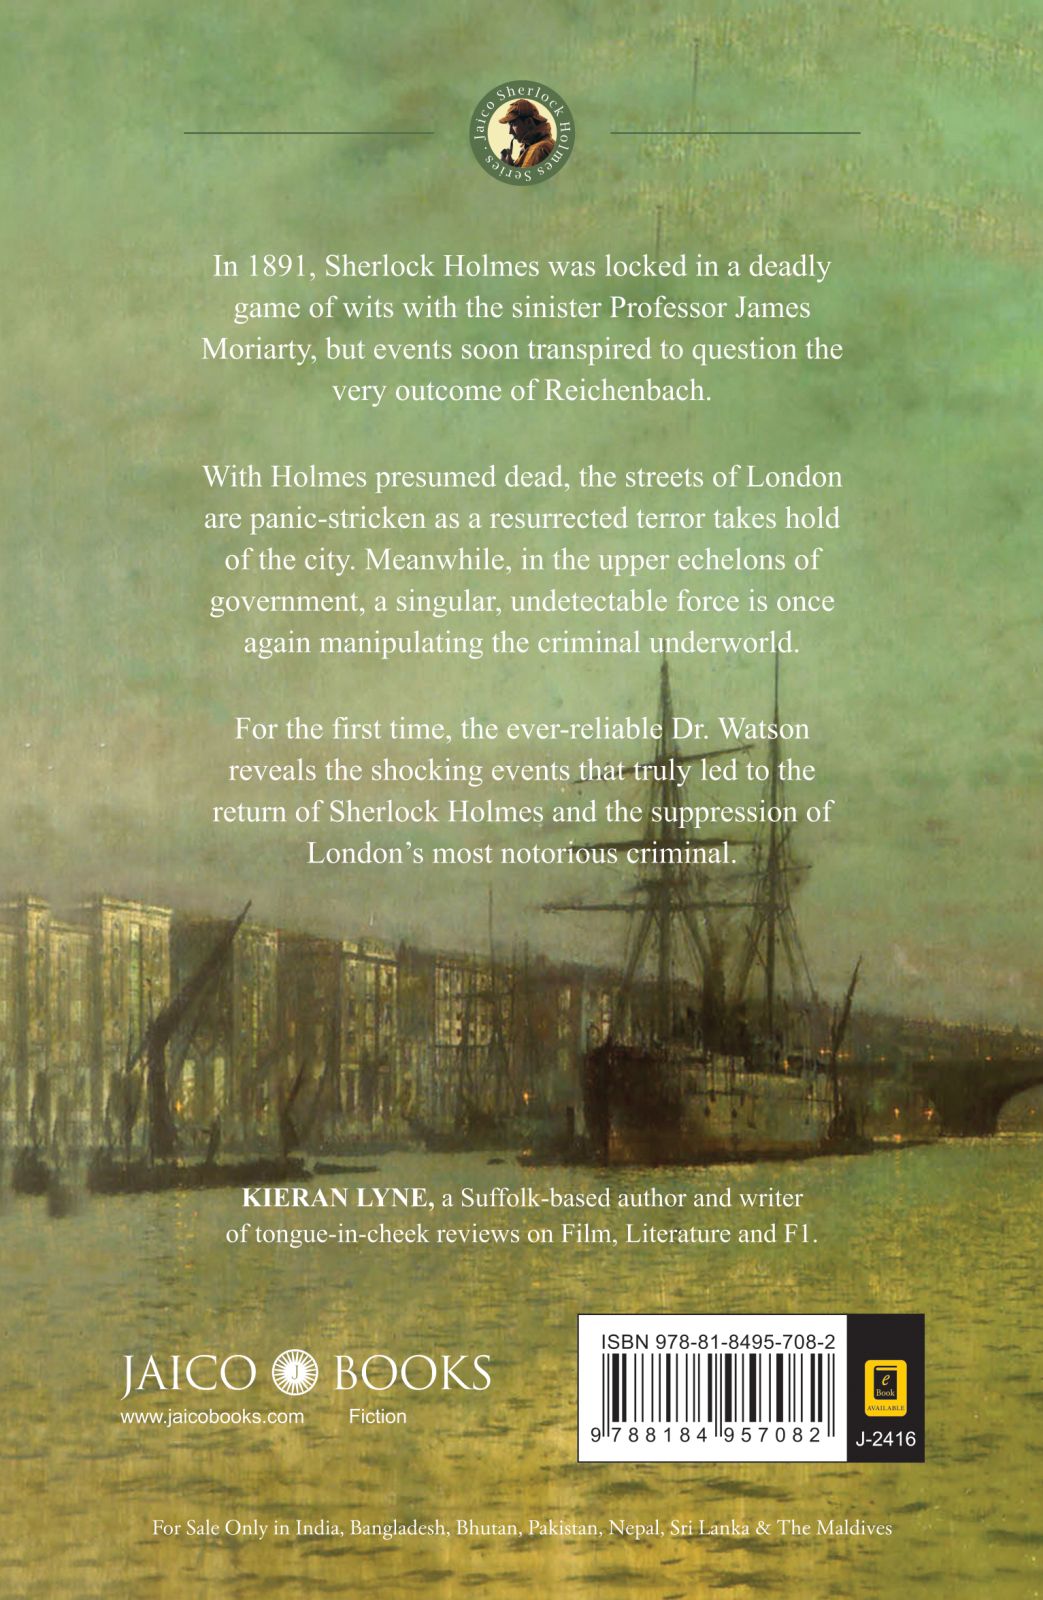 Jaico Sherlock Holmes Series ·
In 1891, Sherlock Holmes was locked in a deadly
game of wits with the sinister Professor James
Moriarty, but events soon transpired to question the
very outcome of Reichenbach.
With Holmes presumed dead, the streets of London
are panic-stricken as a resurrected terror takes hold
of the city. Meanwhile, in the upper echelons of
government, a singular, undetectable force is once
again manipulating the criminal underworld.
For the first time, the ever-reliable Dr. Watson
reveals the shocking events that truly led to the
return of Sherlock Holmes and the suppression of
London’s most notorious criminal.
KIERAN LYNE, a Suffolk-based author and writer
of tongue-in-cheek reviews on Film, Literature and F1.
JAICO J BOOKS
www.jaicobooks.com Fiction
ISBN 978-81-8495-708-2
9 788184 957082
e
Book
AVAILABLE
J-2416
For Sale Only in India, Bangladesh, Bhutan, Pakistan, Nepal, Sri Lanka & The Maldives